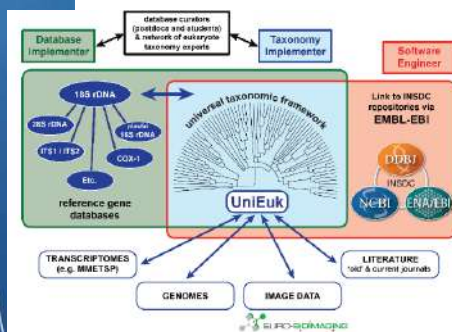 database curators
(postdocs and students)
& network of eukaryote
taxonomy experts
Database
Implementer
Taxonomy
Implementer
Software
Engineer
18S rDNA
28S rDNA
plastid
16S rDNA
ITS1 / ITS2
COX-1
Etc.
reference gene
databases
universal taxonomic framework
UniEuk
Link to INSDC
repositories via
EMBL-EBI
DDBJ
INSDC
NCBI
ENA/EBI
TRANSCRIPTOMES
(e.g. MMETSP)
GENOMES
IMAGE DATA
LITERATURE
'old' & current journals
EURO-BIOIMAGING